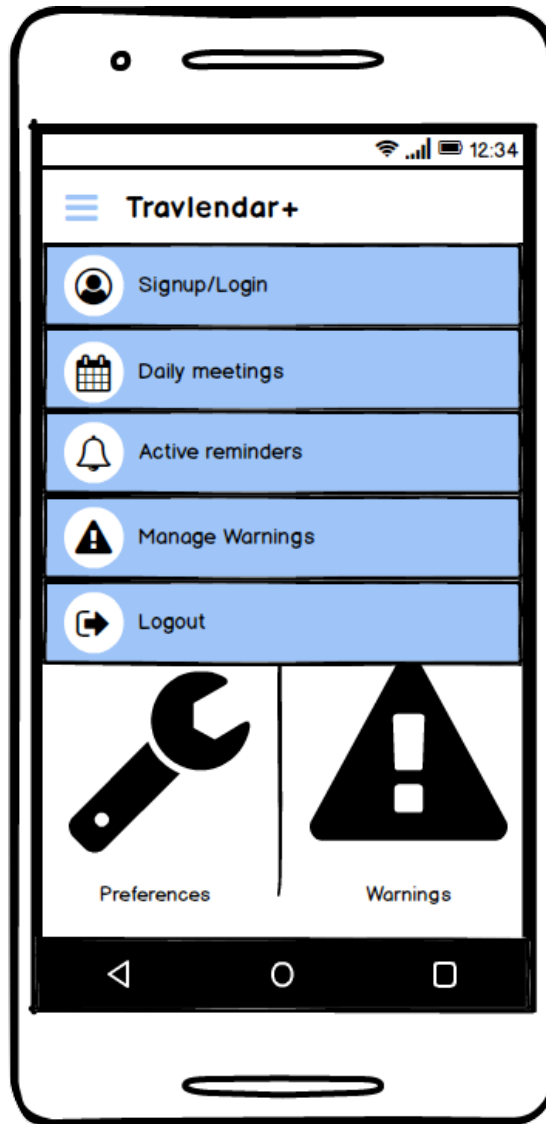 12:34
Travlendar+
Signup/Login
Daily meetings
Active reminders
Manage Warnings
Logout
Preferences
Warnings